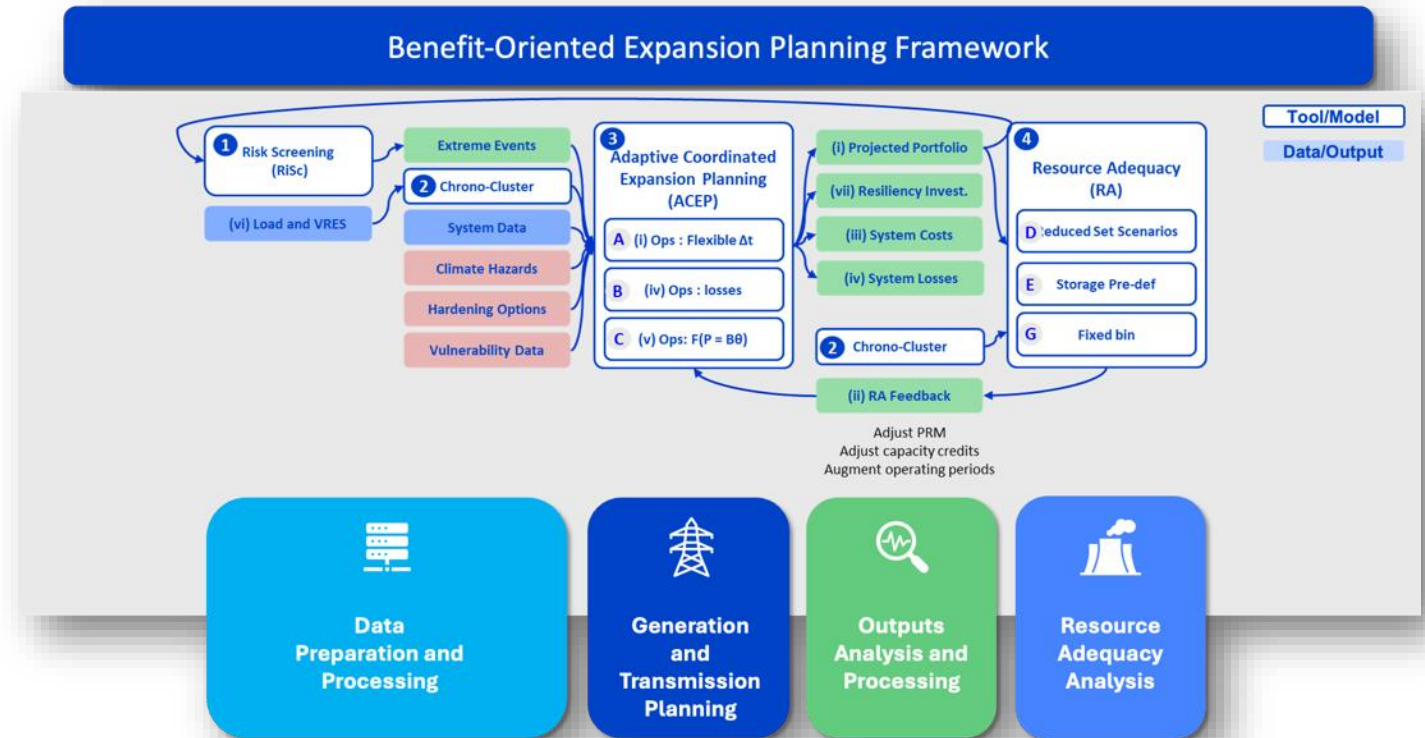 Benefit-Oriented Expansion Planning Framework
Tool/Model
Data/Output
1
Risk Screening
(RiSc)
(vi) Load and VRES
Extreme Events
2 Chrono-Cluster
System Data
Climate Hazards
Hardening Options
Vulnerability Data
3
Adaptive Coordinated
Expansion Planning
(ACEP)
A (i) Ops : Flexible Δt
B (iv) Ops : losses
C (v) Ops: F(P = Bθ)
(i) Projected Portfolio
(vii) Resiliency Invest.
(iii) System Costs
(iv) System Losses
2 Chrono-Cluster
(ii) RA Feedback
Adjust PRM
Adjust capacity credits
Augment operating periods
4
Resource Adequacy
(RA)
D educed Set Scenarios
E Storage Pre-def
G Fixed bin
Data
Preparation and
Processing
Generation
and
Transmission
Planning
Outputs
Analysis and
Processing
Resource
Adequacy
Analysis